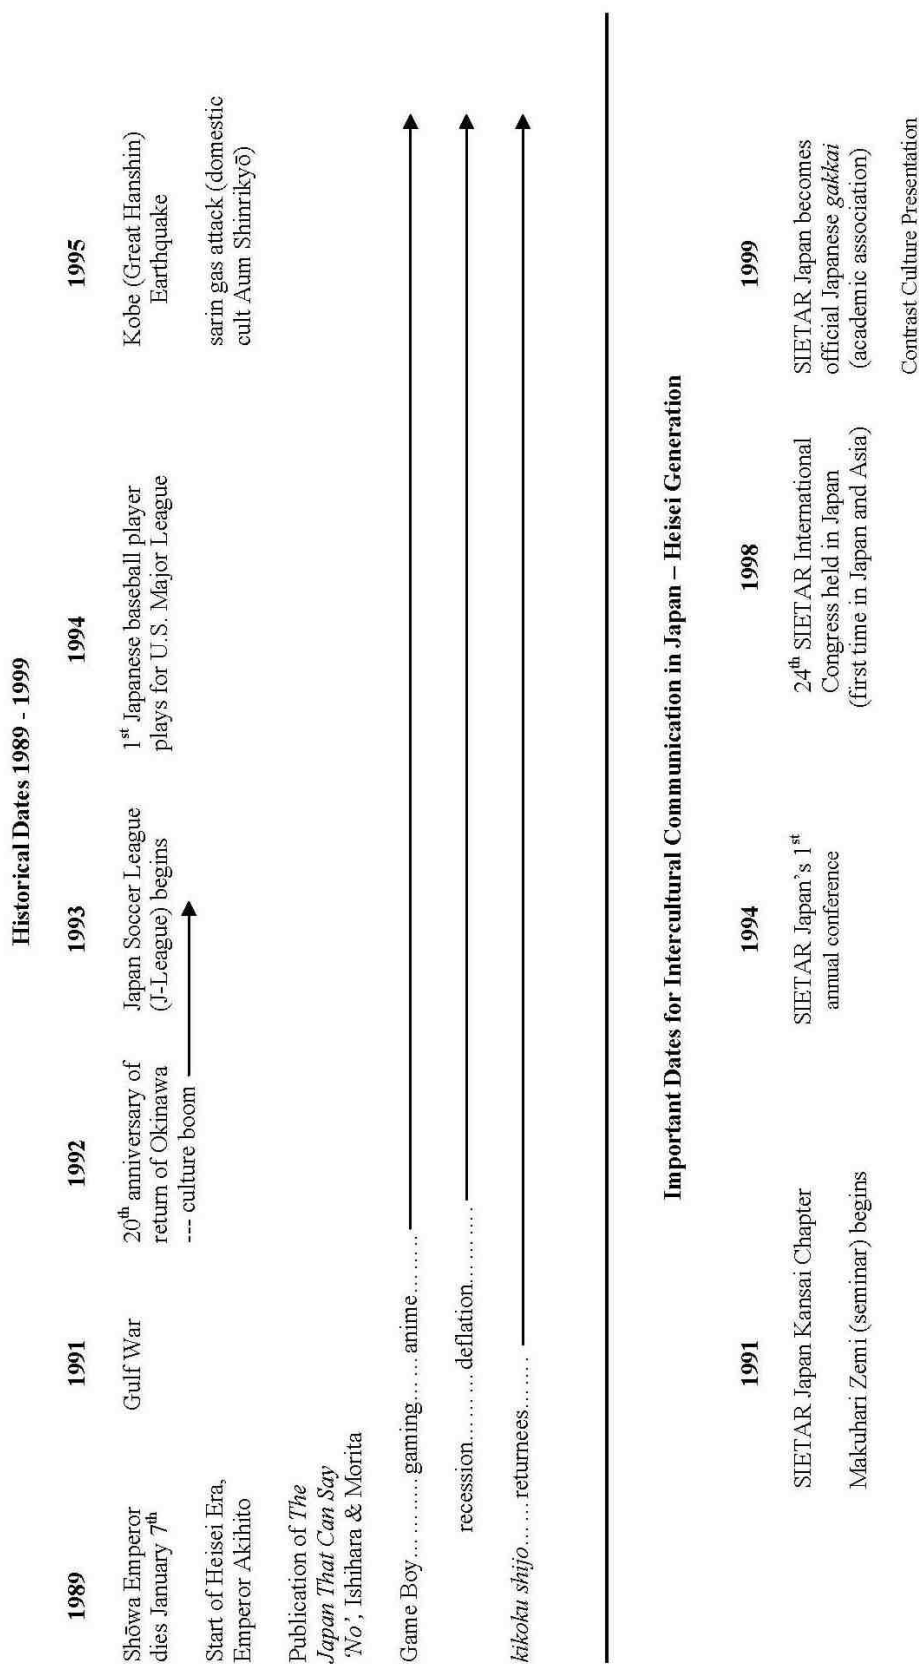 Historical Dates 1989 - 1999
1989
Shōwa Emperor
dies January 7th
Start of Heisei Era,
Emperor Akihito
Publication of The
Japan That Can Say
'No', Ishihara & Morita
1991
Gulf War
1992
20th anniversary of
return of Okinawa
--- culture boom
1993
Japan Soccer League
(J-League) begins
1994
1st Japanese baseball player
plays for U.S. Major League
1995
Kobe (Great Hanshin)
Earthquake
sarin gas attack (domestic
cult Aum Shinrikyō)
Game Boy…………gaming……anime………
recession………deflation…………
kikoku shijo……returnees……
Important Dates for Intercultural Communication in Japan – Heisei Generation
1991
SIETAR Japan Kansai Chapter
Makuhari Zemi (seminar) begins
1994
SIETAR Japan's 1st
annual conference
1998
24th SIETAR International
Congress held in Japan
(first time in Japan and Asia)
1999
SIETAR Japan becomes
official Japanese gakkai
(academic association)
Contrast Culture Presentation